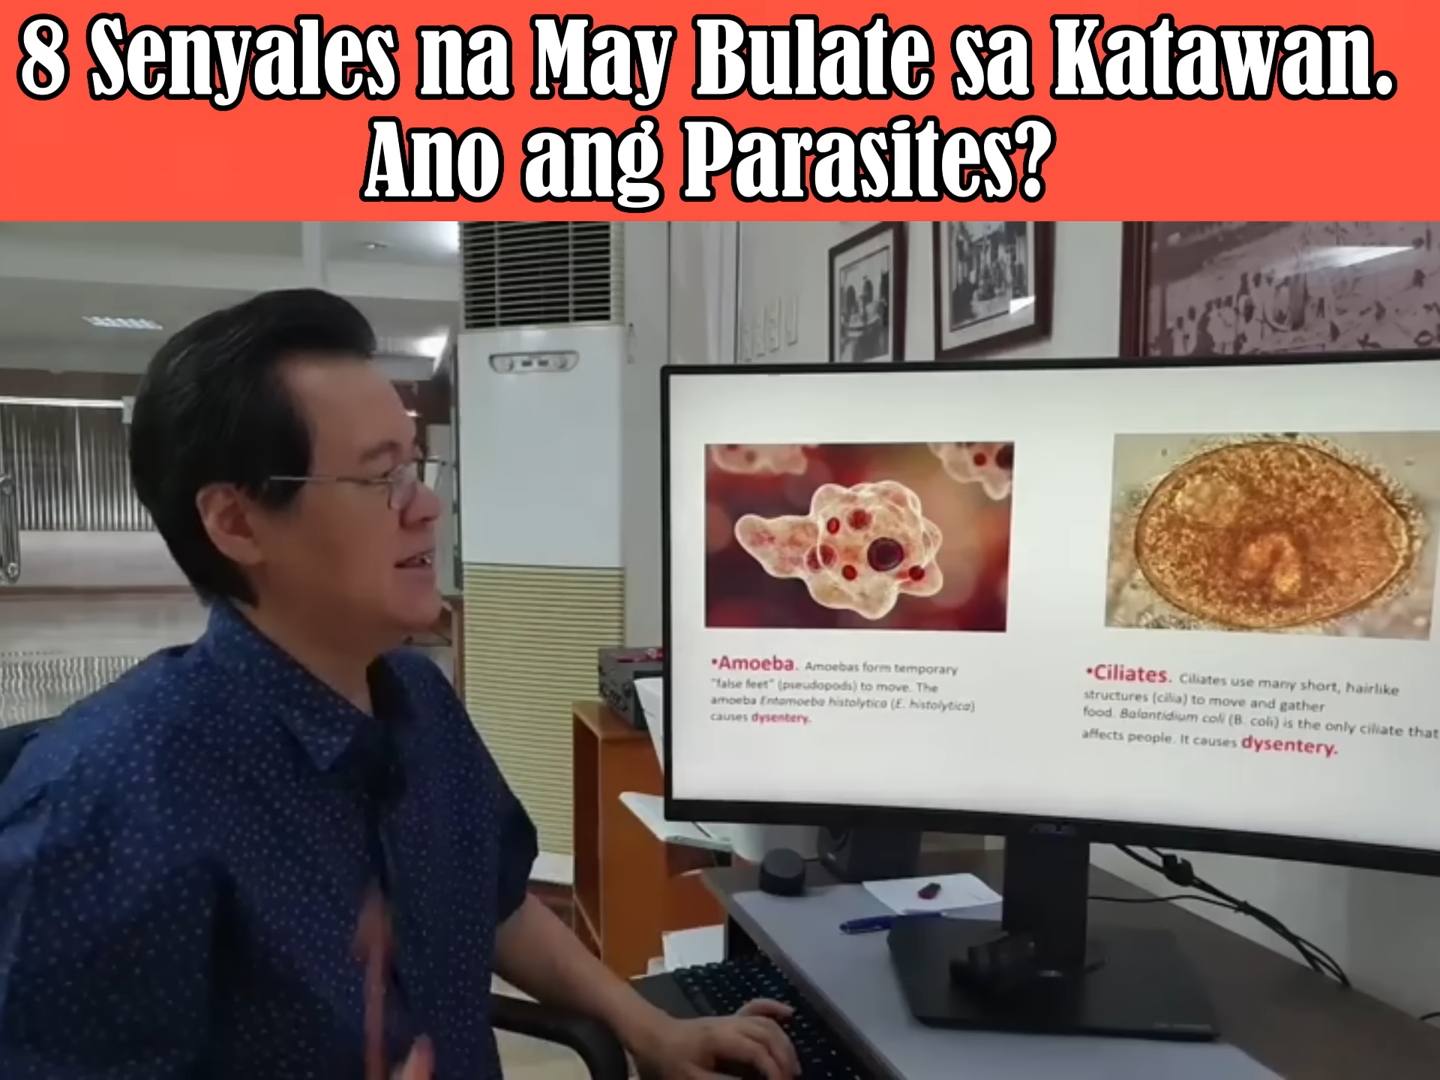 8 Senyales na May Bulate sa Katawan.
Ano ang Parasites?
•Amoeba. Amoebas form temporary
"false feet" (pseudopods) to move. The
amoeba Entamoeba histolytica (E. histolytica)
causes dysentery.
•Ciliates. Ciliates use many short, hairlike
structures (cilia) to move and gather
food. Balantidium coli (B. coli) is the only ciliate that
affects people. It causes dysentery.